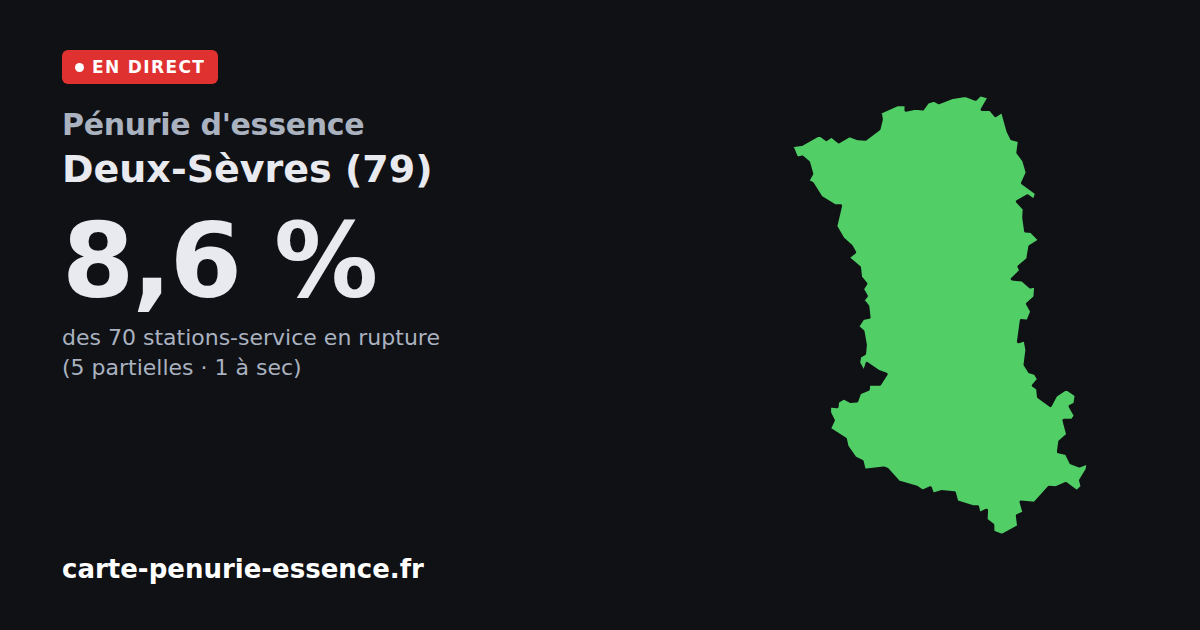 EN DIRECT
Pénurie d'essence
Deux-Sèvres (79)
8,6 %
des 70 stations-service en rupture
(5 partielles · 1 à sec)
carte-penurie-essence.fr